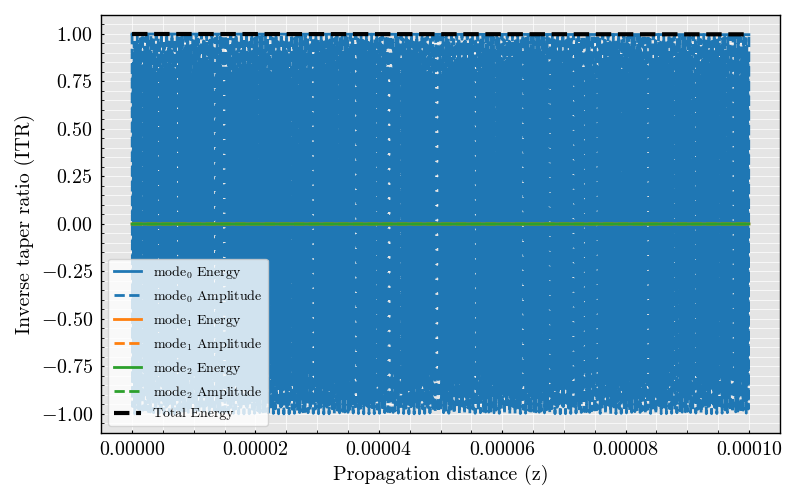 1.00
0.75
0.50
0.25
0.00
−0.25
−0.50
−0.75
−1.00
Inverse taper ratio (ITR)
mode₀ Energy
mode₀ Amplitude
mode₁ Energy
mode₁ Amplitude
mode₂ Energy
mode₂ Amplitude
Total Energy
0.00000 0.00002 0.00004 0.00006 0.00008 0.00010
Propagation distance (z)